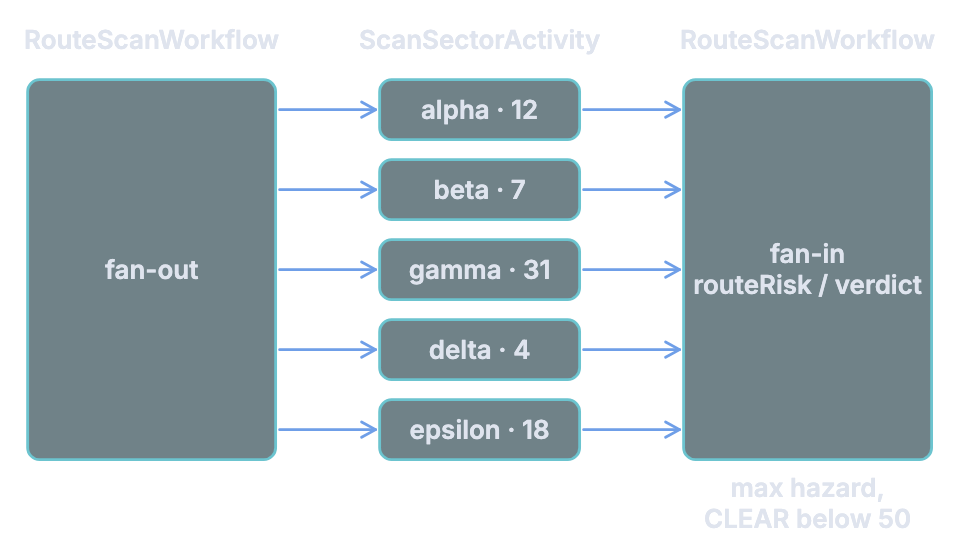 RouteScanWorkflow
ScanSectorActivity
RouteScanWorkflow
fan-out
alpha · 12
beta · 7
gamma · 31
delta · 4
epsilon · 18
fan-in
routeRisk / verdict
max hazard,
CLEAR below 50